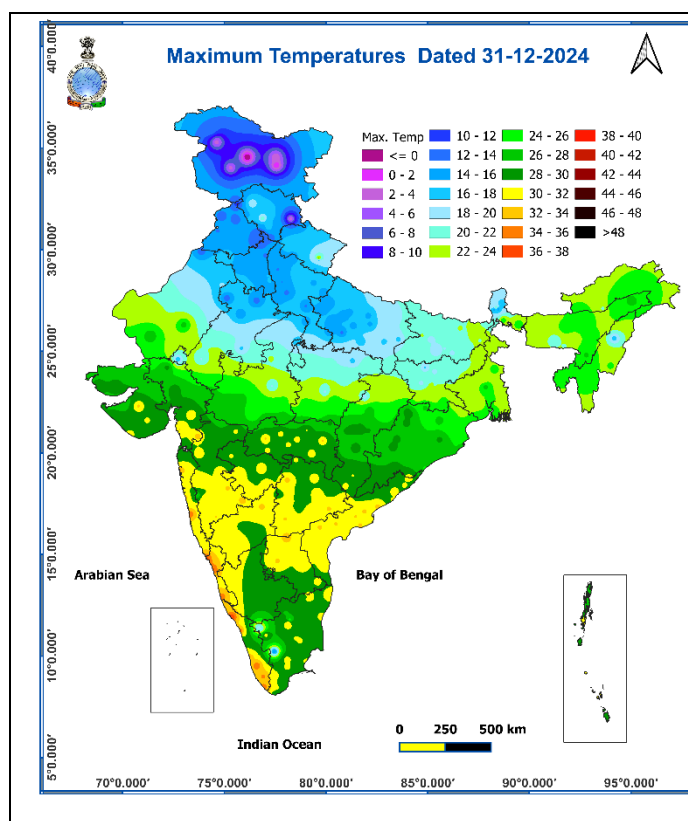 Maximum Temperatures Dated 31-12-2024
Max. Temp
<= 0
0 - 2
2 - 4
4 - 6
6 - 8
8 - 10
10 - 12
12 - 14
14 - 16
16 - 18
18 - 20
20 - 22
22 - 24
24 - 26
26 - 28
28 - 30
30 - 32
32 - 34
34 - 36
36 - 38
38 - 40
40 - 42
42 - 44
44 - 46
46 - 48
>48
40°0.000'
35°0.000'
30°0.000'
25°0.000'
20°0.000'
15°0.000'
10°0.000'
5°0.000'
Arabian Sea
Bay of Bengal
Indian Ocean
0 250 500 km
70°0.000' 75°0.000' 80°0.000' 85°0.000' 90°0.000' 95°0.000'